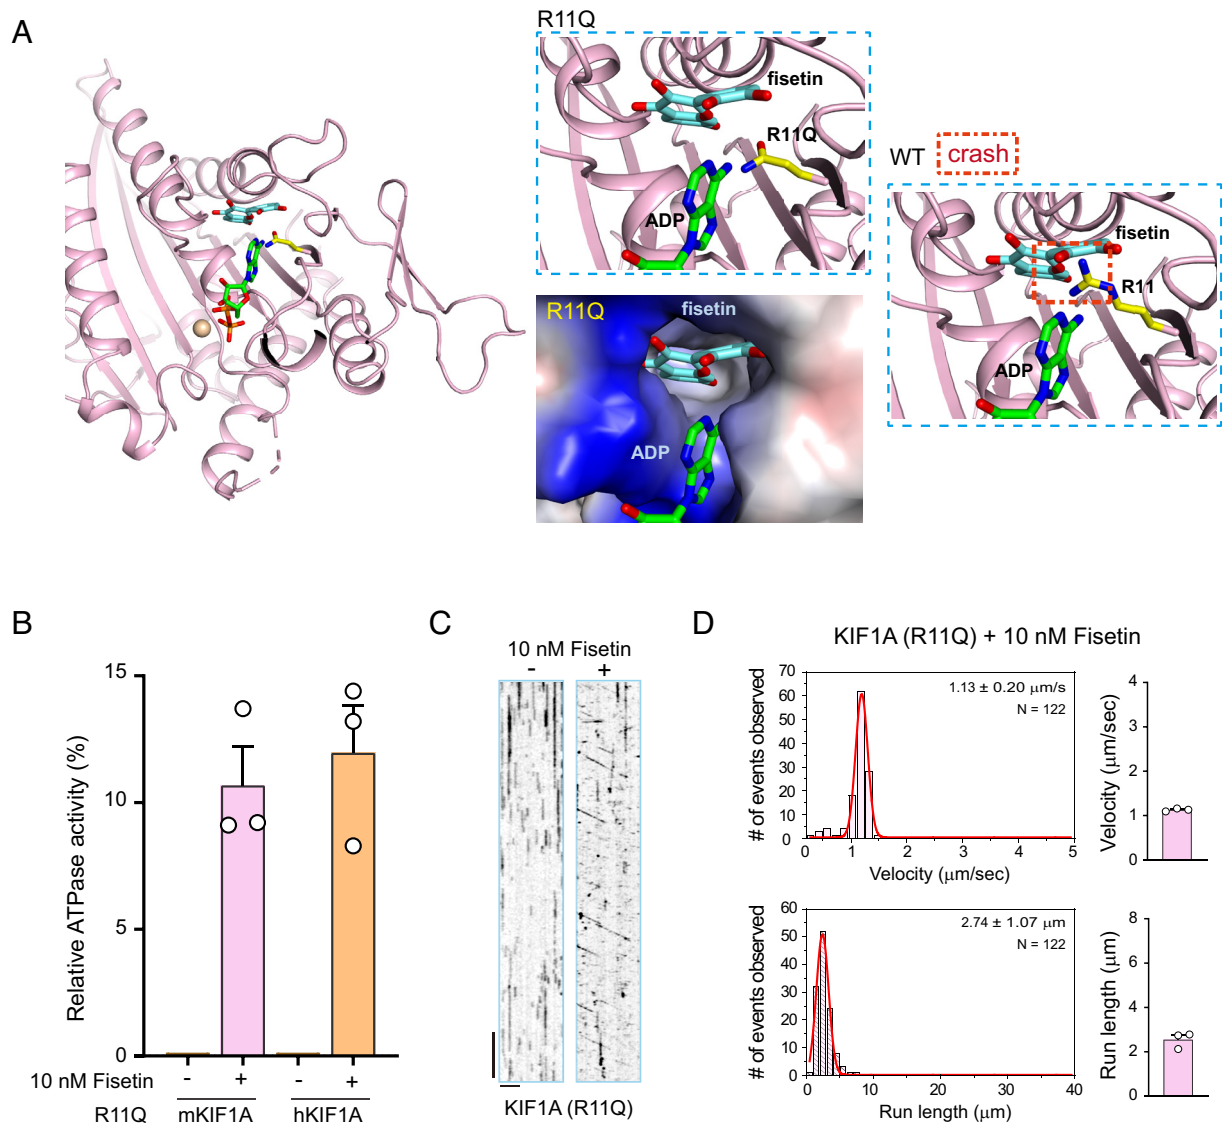 A
R11Q
fisetin
R11Q
ADP
R11Q
fisetin
ADP
WT crash
fisetin
R11
ADP
B
Relative ATPase activity (%)
15
10
5
0
10 nM Fisetin - + - +
R11Q mKIF1A hKIF1A
C
10 nM Fisetin
- +
KIF1A (R11Q)
D
KIF1A (R11Q) + 10 nM Fisetin
# of events observed
70
60
50
40
30
20
10
0
1.13 ± 0.20 μm/s
N = 122
0 1 2 3 4 5
Velocity (μm/sec)
Velocity (μm/sec)
4
3
2
1
0
# of events observed
60
50
40
30
20
10
0
2.74 ± 1.07 μm
N = 122
0 10 20 30 40
Run length (μm)
Run length (μm)
8
6
4
2
0